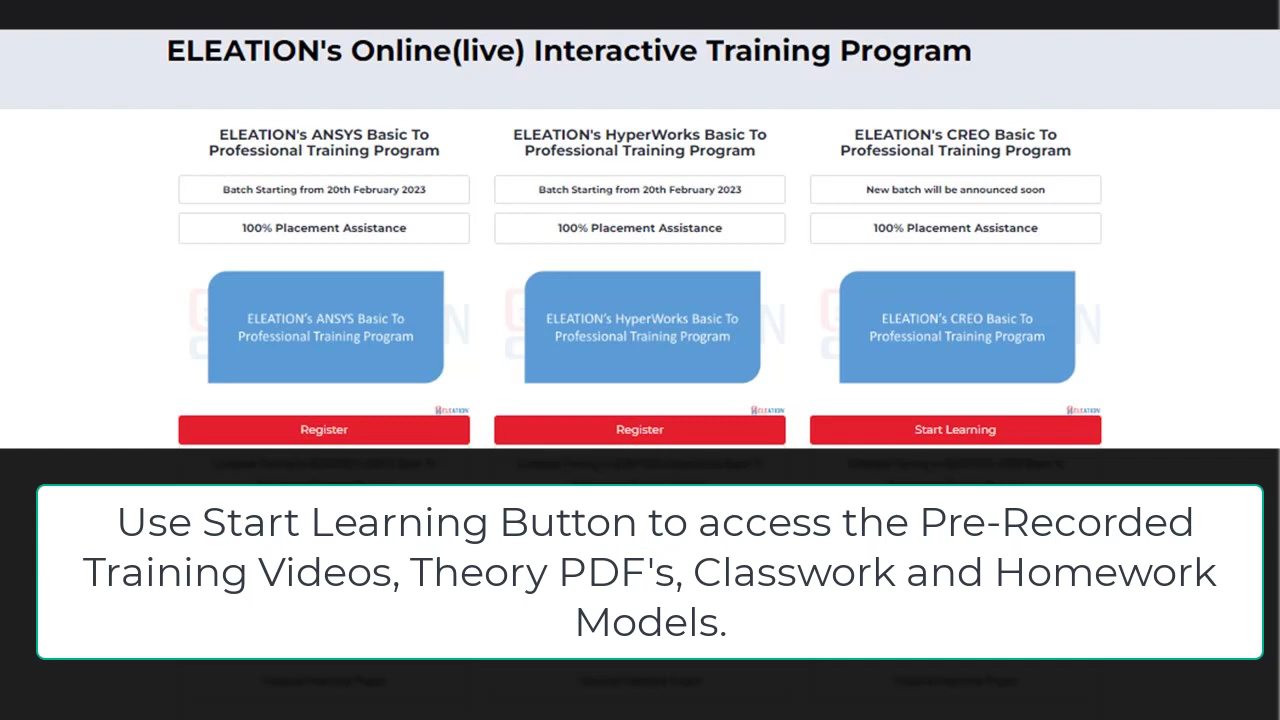 ELEATION's Online(live) Interactive Training Program
ELEATION's ANSYS Basic To
Professional Training Program
Batch Starting from 20th February 2023
100% Placement Assistance
ELEATION's ANSYS Basic To
Professional Training Program
ELEATION
Register
ELEATION's HyperWorks Basic To
Professional Training Program
Batch Starting from 20th February 2023
100% Placement Assistance
ELEATION's HyperWorks Basic To
Professional Training Program
ELEATION
Register
ELEATION's CREO Basic To
Professional Training Program
New batch will be announced soon
100% Placement Assistance
ELEATION's CREO Basic To
Professional Training Program
ELEATION
Start Learning
Use Start Learning Button to access the Pre-Recorded
Training Videos, Theory PDF's, Classwork and Homework
Models.